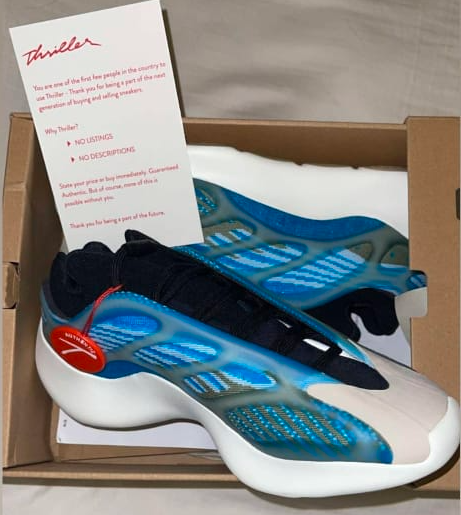 Thriller
You are one of the first few people in the country to
use Thriller - Thank you for being a part of the next
generation of buying and selling sneakers.
Why Thriller?
NO LISTINGS
NO DESCRIPTIONS
State your price or buy immediately. Guaranteed
Authentic. But of course, none of this is
possible without you.
Thank you for being a part of the future.
AUTHENTIC